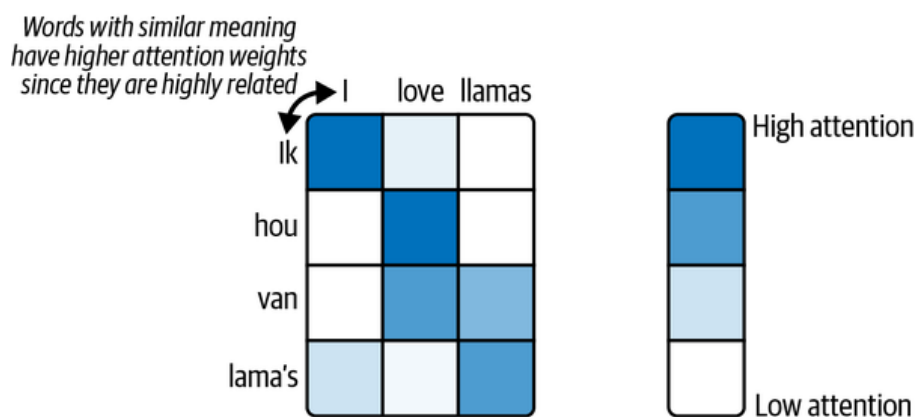 Words with similar meaning
have higher attention weights
since they are highly related
I love llamas
Ik
hou
van
lama's
High attention
Low attention